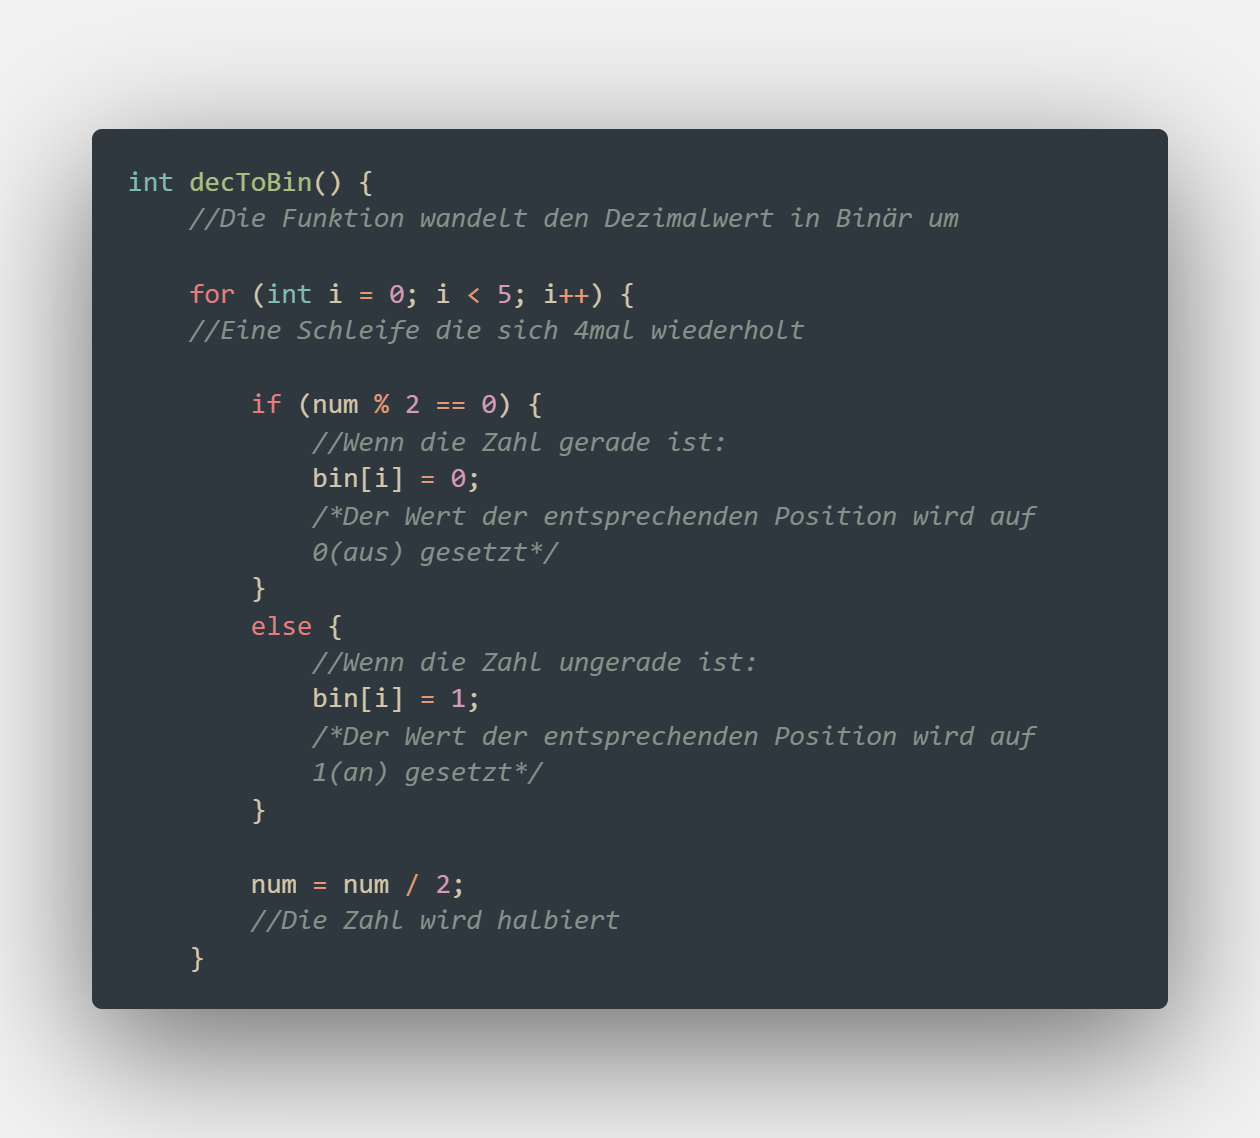 int decToBin() {
    //Die Funktion wandelt den Dezimalwert in Binär um
    for (int i = 0; i < 5; i++) {
    //Eine Schleife die sich 4mal wiederholt
        if (num % 2 == 0) {
            //Wenn die Zahl gerade ist:
            bin[i] = 0;
            /*Der Wert der entsprechenden Position wird auf
            0(aus) gesetzt*/
        }
        else {
            //Wenn die Zahl ungerade ist:
            bin[i] = 1;
            /*Der Wert der entsprechenden Position wird auf
            1(an) gesetzt*/
        }
        num = num / 2;
        //Die Zahl wird halbiert
    }